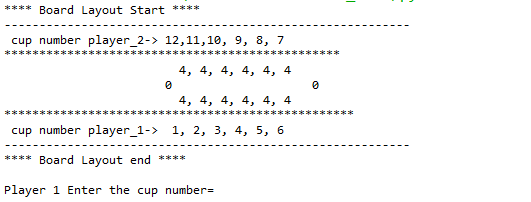 **** Board Layout Start ****
----------------------------------------------------------
cup number player_2-> 12,11,10, 9, 8, 7
************************************************
4, 4, 4, 4, 4, 4
0 0
4, 4, 4, 4, 4, 4
**************************************************
cup number player_1-> 1, 2, 3, 4, 5, 6
----------------------------------------------------------
**** Board Layout end ****
Player 1 Enter the cup number=